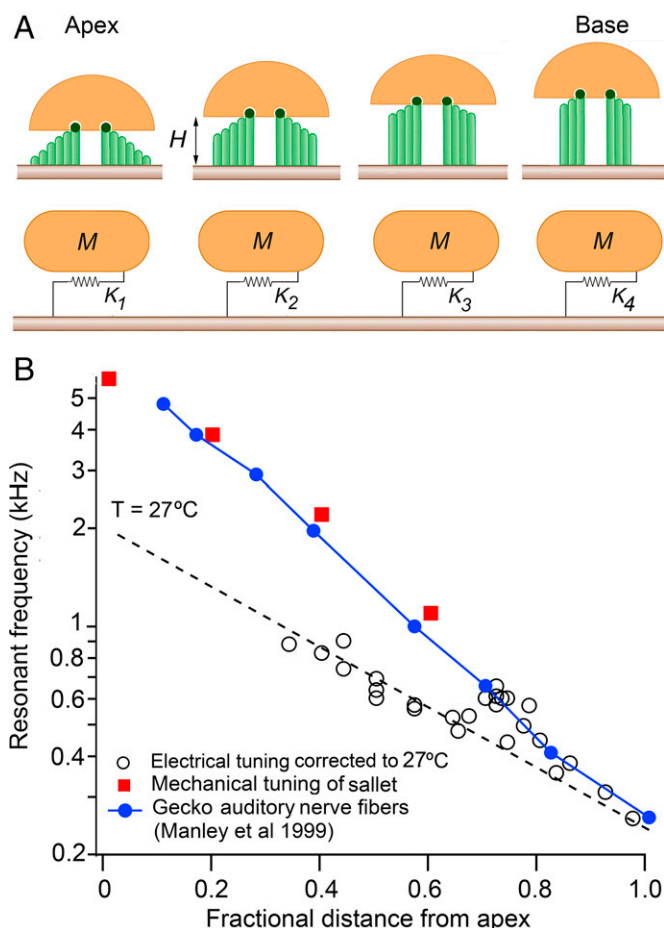 A
Apex
Base
H
M
M
M
M
K1
K2
K3
K4
B
5
4
3
2
1
0.8
0.6
0.4
0.2
Resonant frequency (kHz)
T = 27ºC
Electrical tuning corrected to 27ºC
Mechanical tuning of sallet
Gecko auditory nerve fibers
(Manley et al 1999)
0
0.2
0.4
0.6
0.8
1.0
Fractional distance from apex